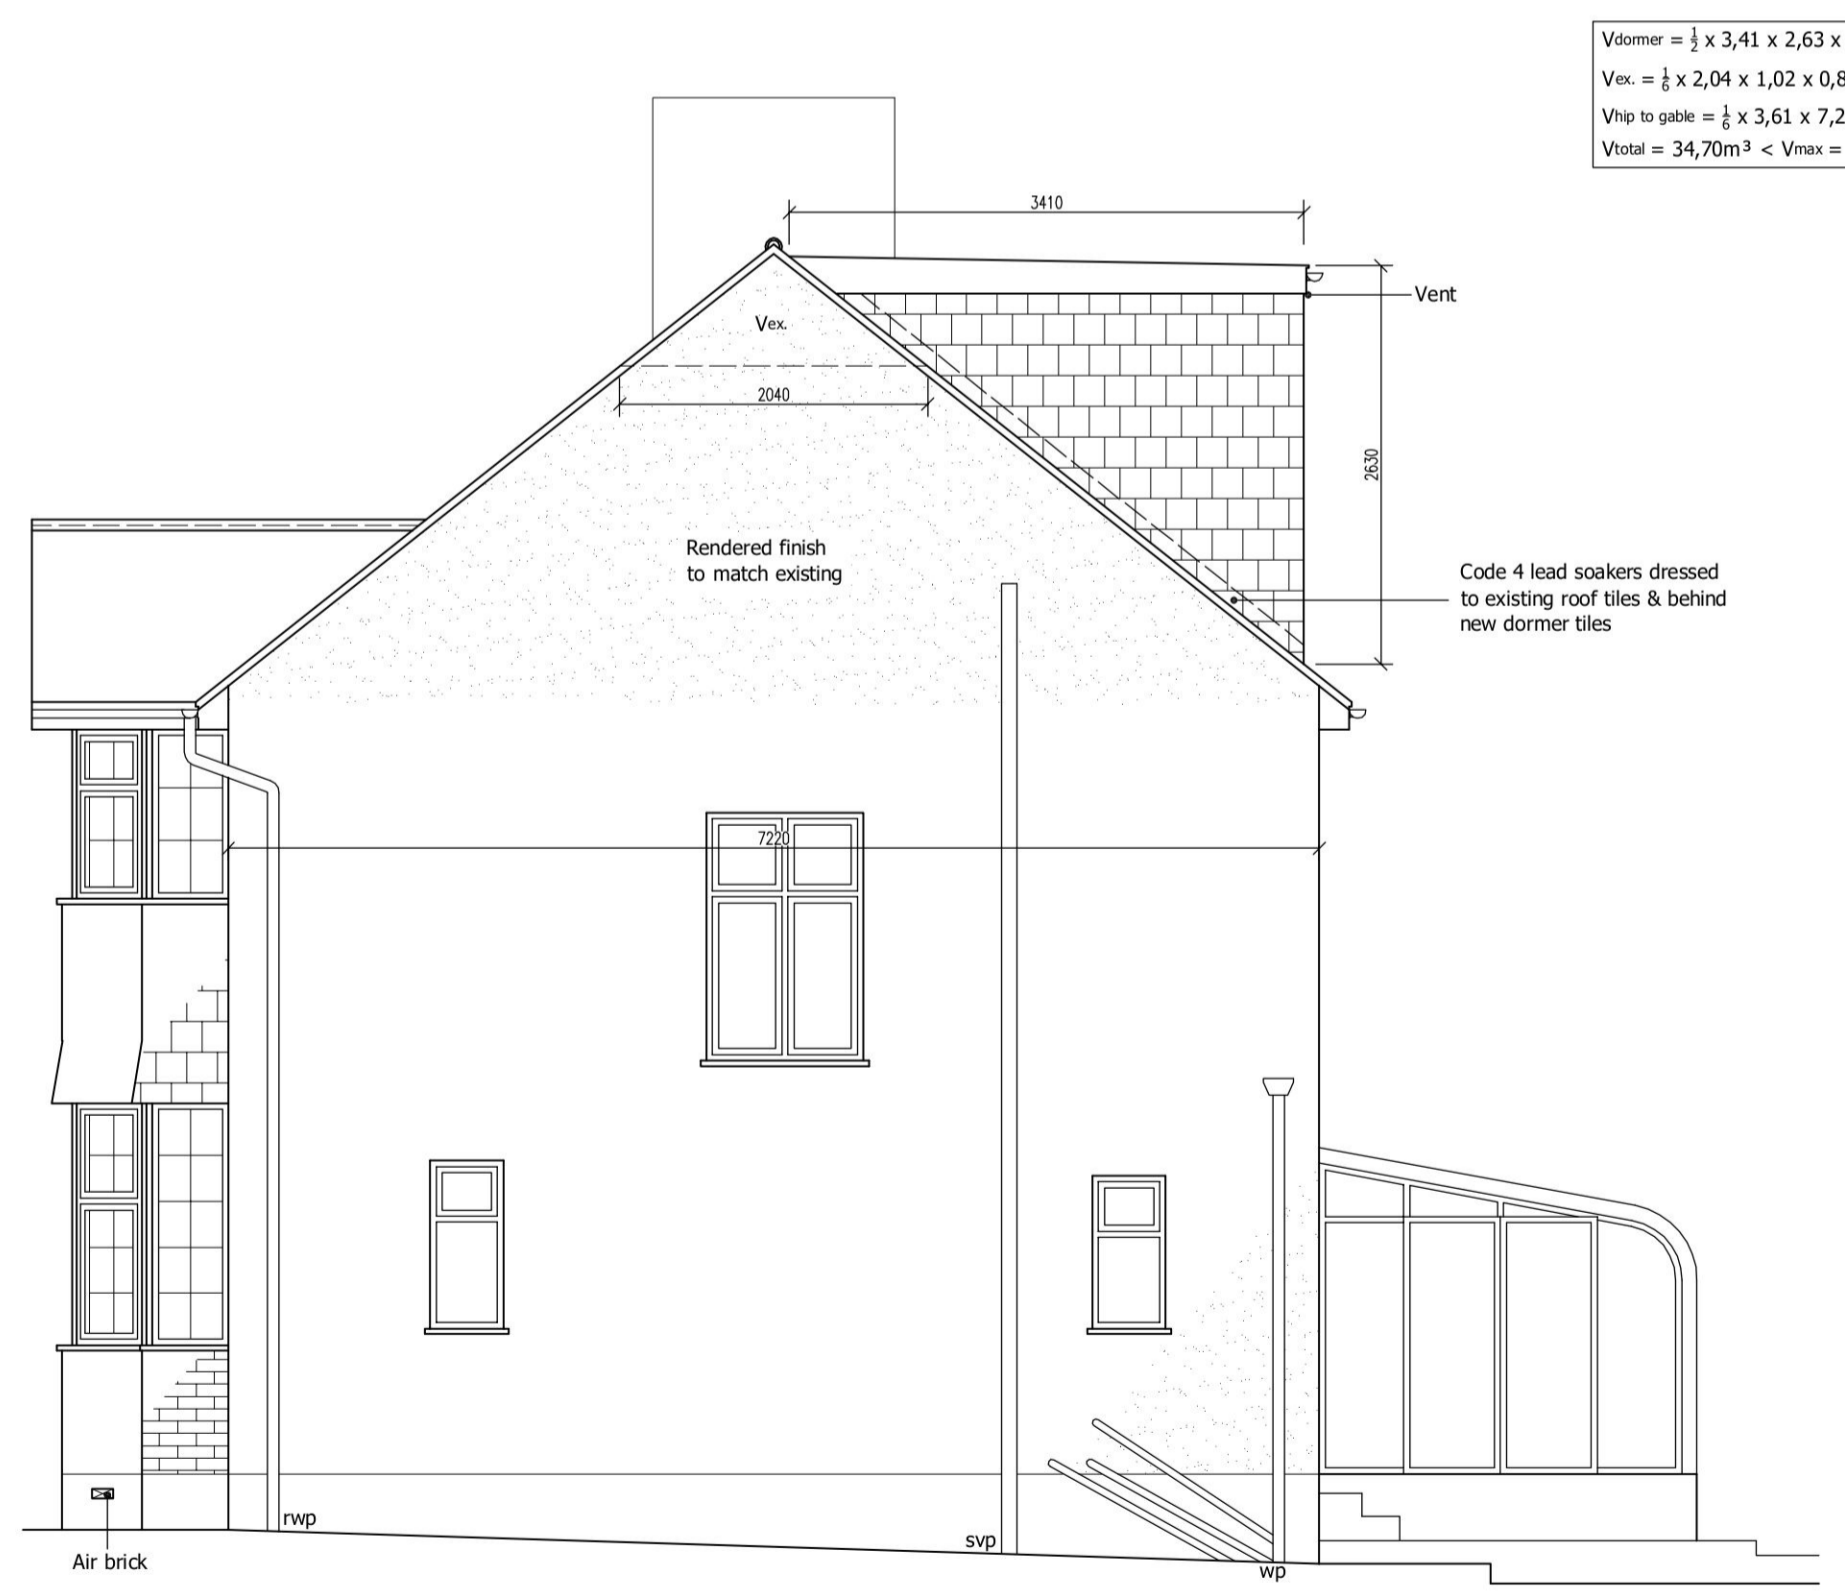 Vdormer = ½ x 3,41 x 2,63 x
Vex. = ⅙ x 2,04 x 1,02 x 0,8
Vhip to gable = ⅙ x 3,61 x 7,2
Vtotal = 34,70m³ < Vmax =
3410
Vent
Vex.
2040
2630
Rendered finish
to match existing
Code 4 lead soakers dressed
to existing roof tiles & behind
new dormer tiles
7220
rwp
svp
wp
Air brick